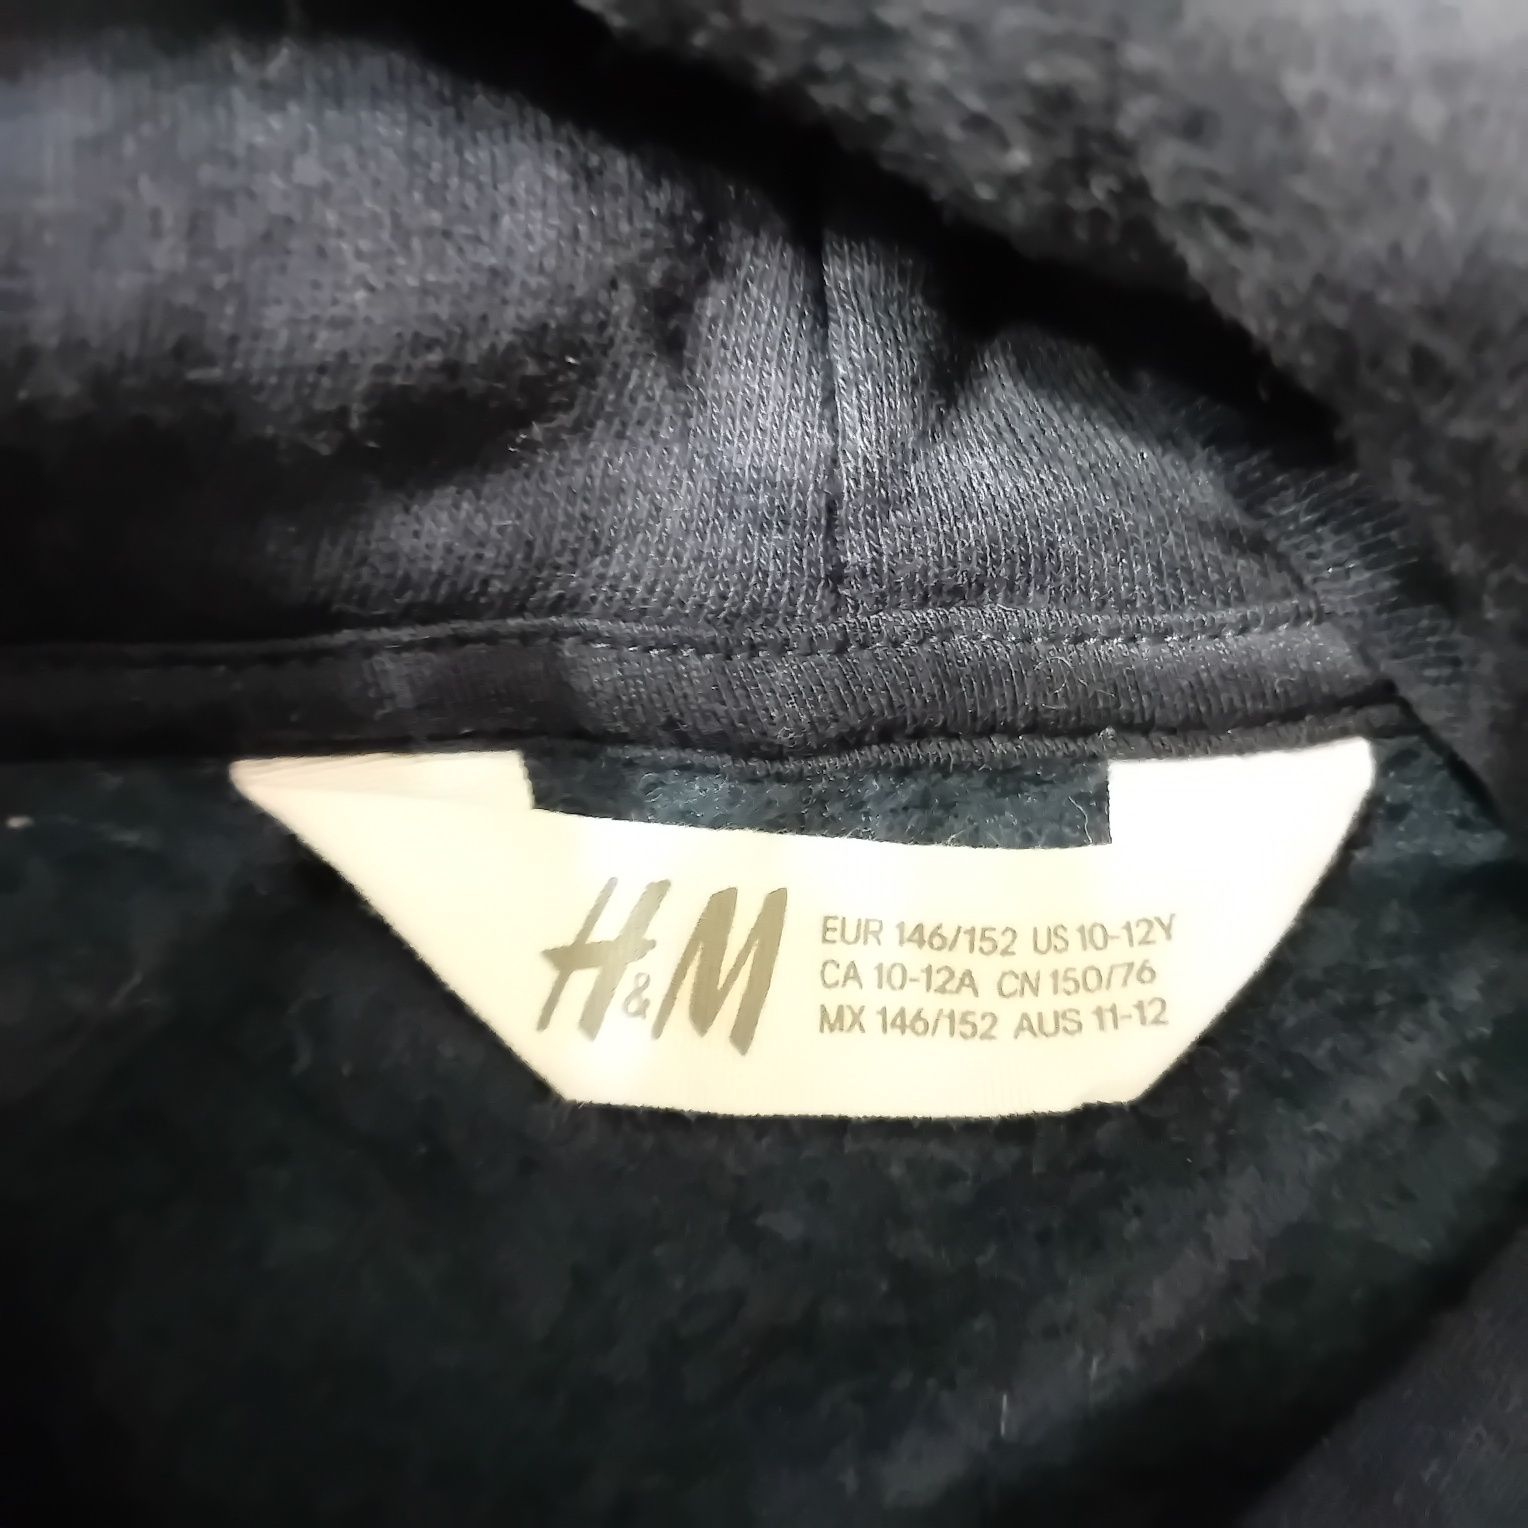 H&M
EUR 146/152 US 10-12Y
CA 10-12A CN 150/76
MX 146/152 AUS 11-12